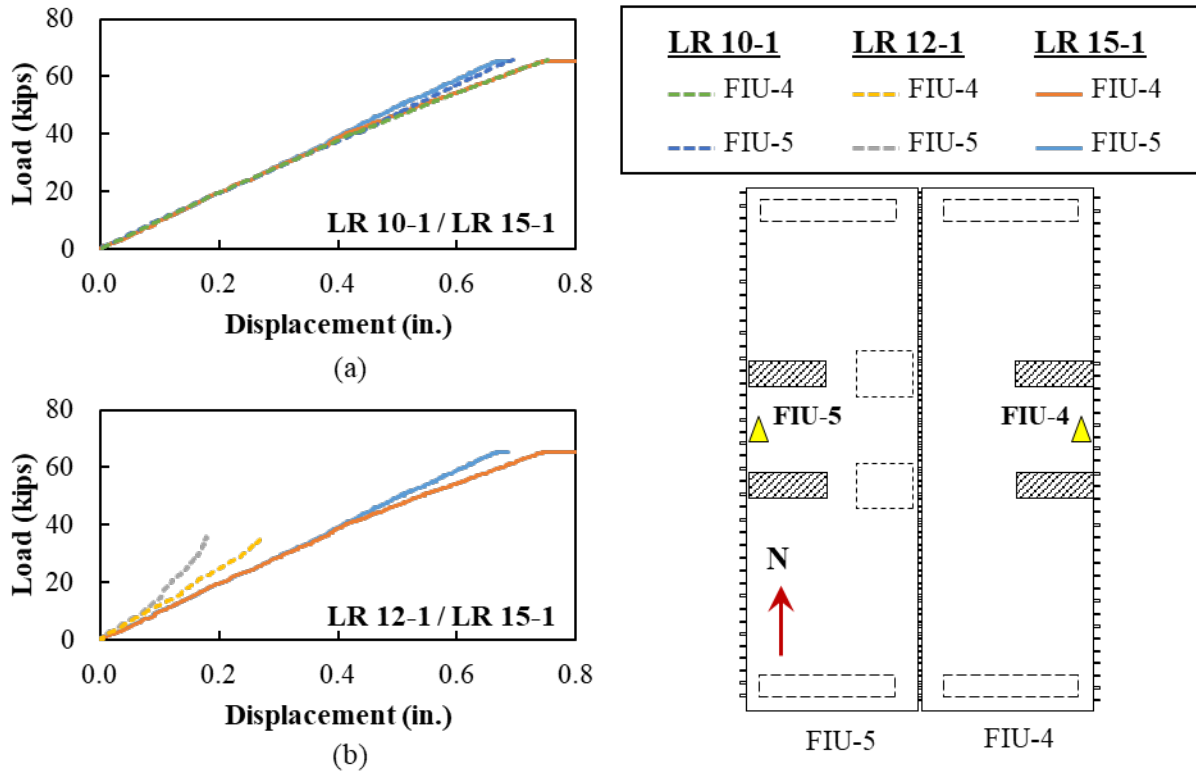 80
60
40
20
0
Load (kips)
LR 10-1 / LR 15-1
0.0 0.2 0.4 0.6 0.8
Displacement (in.)
(a)
80
60
40
20
0
Load (kips)
LR 12-1 / LR 15-1
0.0 0.2 0.4 0.6 0.8
Displacement (in.)
(b)
LR 10-1 LR 12-1 LR 15-1
FIU-4 FIU-4 FIU-4
FIU-5 FIU-5 FIU-5
FIU-5 FIU-4
N
FIU-5 FIU-4